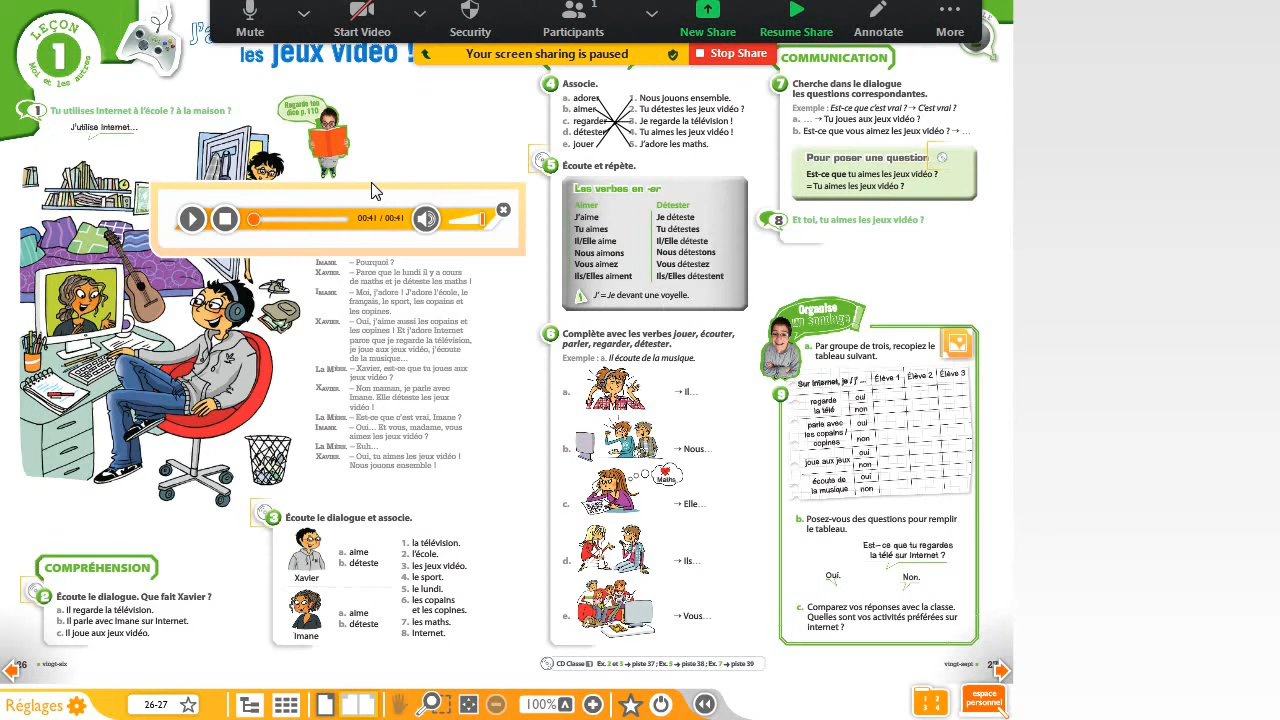 Mute
Start Video
Security
Participants
1
New Share
Resume Share
Annotate
More
Your screen sharing is paused
Stop Share
LEÇON
1
Moi et les autres
J'a
les jeux vidéo !
1 Tu utilises Internet à l'école ? à la maison ?
J'utilise Internet…
Regarde ton
dico p. 110
00:41 / 00:41
IMANE – Pourquoi ?
XAVIER – Parce que le lundi il y a cours
de maths et je déteste les maths !
IMANE – Moi, j'adore ! J'adore l'école, le
français, le sport, les copains et
les copines.
XAVIER – Oui, j'aime aussi les copains et
les copines ! Et j'adore Internet
parce que je regarde la télévision,
je joue aux jeux vidéo, j'écoute
de la musique…
LA MÈRE – Xavier, est-ce que tu joues aux
jeux vidéo ?
XAVIER – Non maman, je parle avec
Imane. Elle déteste les jeux
vidéo !
LA MÈRE – Est-ce que c'est vrai, Imane ?
IMANE – Oui… Et vous, madame, vous
aimez les jeux vidéo ?
LA MÈRE – Euh…
XAVIER – Oui, tu aimes les jeux vidéo !
Nous jouons ensemble !
COMPRÉHENSION
2 Écoute le dialogue. Que fait Xavier ?
a. Il regarde la télévision.
b. Il parle avec Imane sur Internet.
c. Il joue aux jeux vidéo.
3 Écoute le dialogue et associe.
Xavier
a. aime
b. déteste
Imane
a. aime
b. déteste
1. la télévision.
2. l'école.
3. les jeux vidéo.
4. le sport.
5. le lundi.
6. les copains
et les copines.
7. les maths.
8. Internet.
26 vingt-six
4 Associe.
a. adorer 1. Nous jouons ensemble.
b. aimer 2. Tu détestes les jeux vidéo ?
c. regarder 3. Je regarde la télévision !
d. détester 4. Tu aimes les jeux vidéo !
e. jouer 5. J'adore les maths.
5 Écoute et répète.
Les verbes en -er
Aimer Détester
J'aime Je déteste
Tu aimes Tu détestes
Il/Elle aime Il/Elle déteste
Nous aimons Nous détestons
Vous aimez Vous détestez
Ils/Elles aiment Ils/Elles détestent
! J' = Je devant une voyelle.
6 Complète avec les verbes jouer, écouter,
parler, regarder, détester.
Exemple : a. Il écoute de la musique.
a. → Il…
b. → Nous…
Maths
c. → Elle…
d. → Ils…
e. → Vous…
CD Classe 1 Ex. 2 et 3 → piste 37 ; Ex. 5 → piste 38 ; Ex. 7 → piste 39
COMMUNICATION
7 Cherche dans le dialogue
les questions correspondantes.
Exemple : Est-ce que c'est vrai ? → C'est vrai ?
a. … → Tu joues aux jeux vidéo ?
b. Est-ce que vous aimez les jeux vidéo ? → …
Pour poser une question
Est-ce que tu aimes les jeux vidéo ?
= Tu aimes les jeux vidéo ?
8 Et toi, tu aimes les jeux vidéo ?
Organise
un sondage
9
a. Par groupe de trois, recopiez le
tableau suivant.
Sur Internet, je / j' … Élève 1 Élève 2 Élève 3
regarde oui
la télé non
parle avec oui
les copains /
copines non
joue aux jeux oui
non
écoute de oui
la musique non
b. Posez-vous des questions pour remplir
le tableau.
Est-ce que tu regardes
la télé sur Internet ?
Oui.
Non.
c. Comparez vos réponses avec la classe.
Quelles sont vos activités préférées sur
internet ?
vingt-sept 2
Réglages
26-27
100%
1 2
3 4
espace
personnel